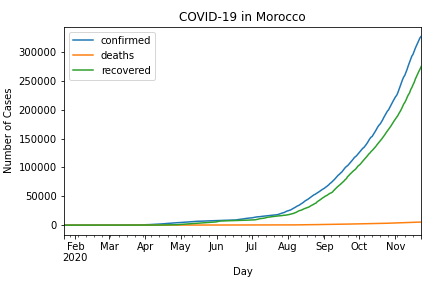 COVID-19 in Morocco
confirmed
deaths
recovered
Number of Cases
300000
250000
200000
150000
100000
50000
0
Feb Mar Apr May Jun Jul Aug Sep Oct Nov
2020
Day